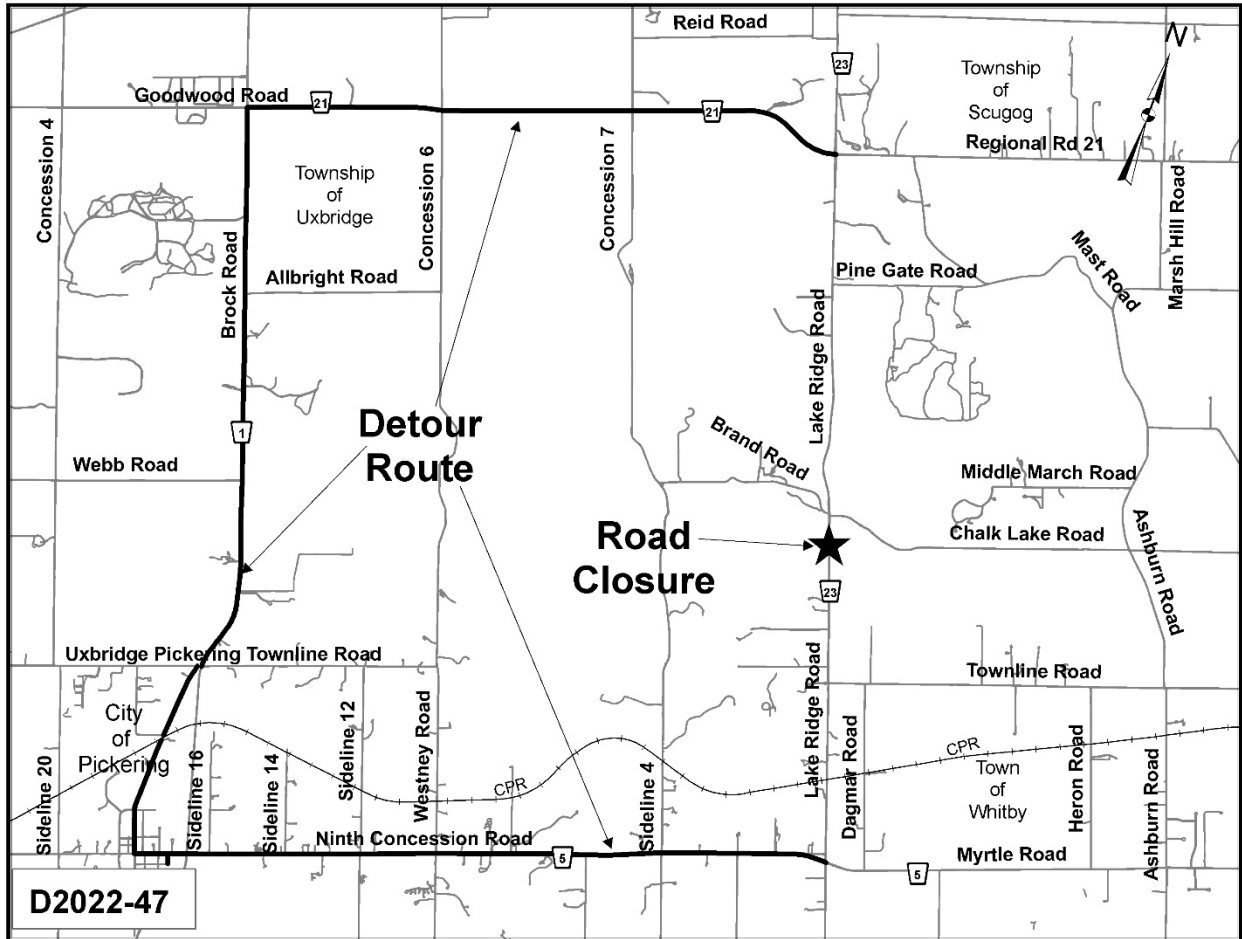 Reid Road
23
N
Township
of
Scugog
Goodwood Road
21
21
Regional Rd 21
Concession 4
Township
of
Uxbridge
Concession 6
Concession 7
Marsh Hill Road
Mast Road
Allbright Road
Pine Gate Road
Brock Road
Lake Ridge Road
Detour
Route
1
Webb Road
Brand Road
Middle March Road
Road
Closure
Chalk Lake Road
Ashburn Road
23
Uxbridge Pickering Townline Road
Townline Road
City
of
Pickering
Sideline 20
Sideline 16
Sideline 14
Sideline 12
Westney Road
CPR
Sideline 4
Lake Ridge Road
Dagmar Road
CPR
Town
of
Whitby
Heron Road
Ashburn Road
Ninth Concession Road
5
Myrtle Road
5
D2022-47